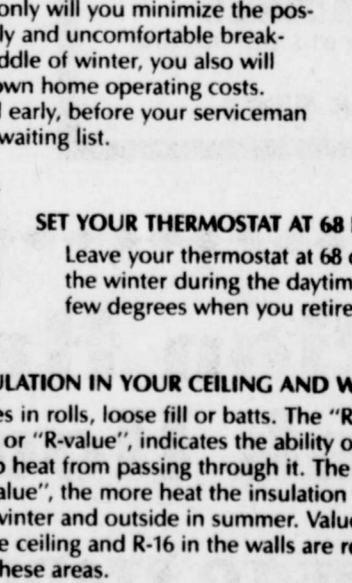 only will you minimize the pos-
ly and uncomfortable break-
ddle of winter, you also will
own home operating costs.
early, before your serviceman
waiting list.
SET YOUR THERMOSTAT AT 68
Leave your thermostat at 68
the winter during the daytim
few degrees when you retire
ULATION IN YOUR CEILING AND W
es in rolls, loose fill or batts. The "R
or "R-value", indicates the ability o
o heat from passing through it. The
alue", the more heat the insulation
winter and outside in summer. Value
e ceiling and R-16 in the walls are re
hese areas.